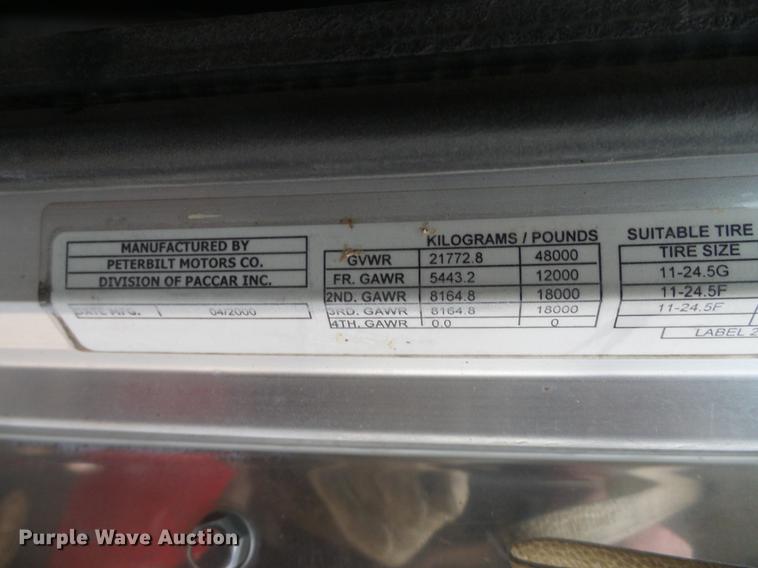 MANUFACTURED BY
PETERBILT MOTORS CO.
DIVISION OF PACCAR INC.
DATE MFG. 04/2000
KILOGRAMS / POUNDS
GVWR 21772.8 48000
FR. GAWR 5443.2 12000
2ND. GAWR 8164.8 18000
3RD. GAWR 8164.8 18000
4TH. GAWR 0.0 0
SUITABLE TIRE
TIRE SIZE
11-24.5G
11-24.5F
11-24.5F
LABEL 2
Purple Wave Auction